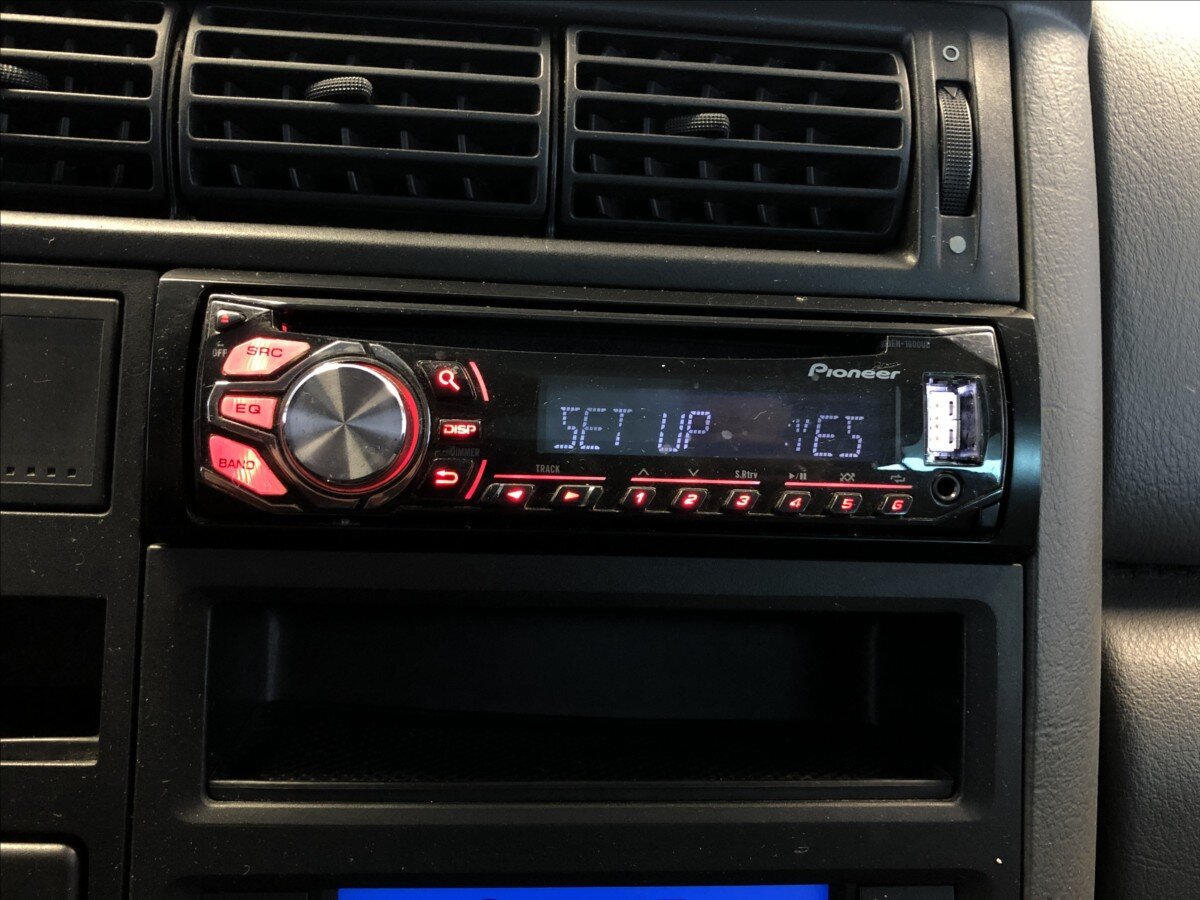 SRC
OFF
EQ
BAND
DISP
DIMMER
Pioneer
SET UP YES
TRACK
S.Rtrv
1 2 3 4 5 6